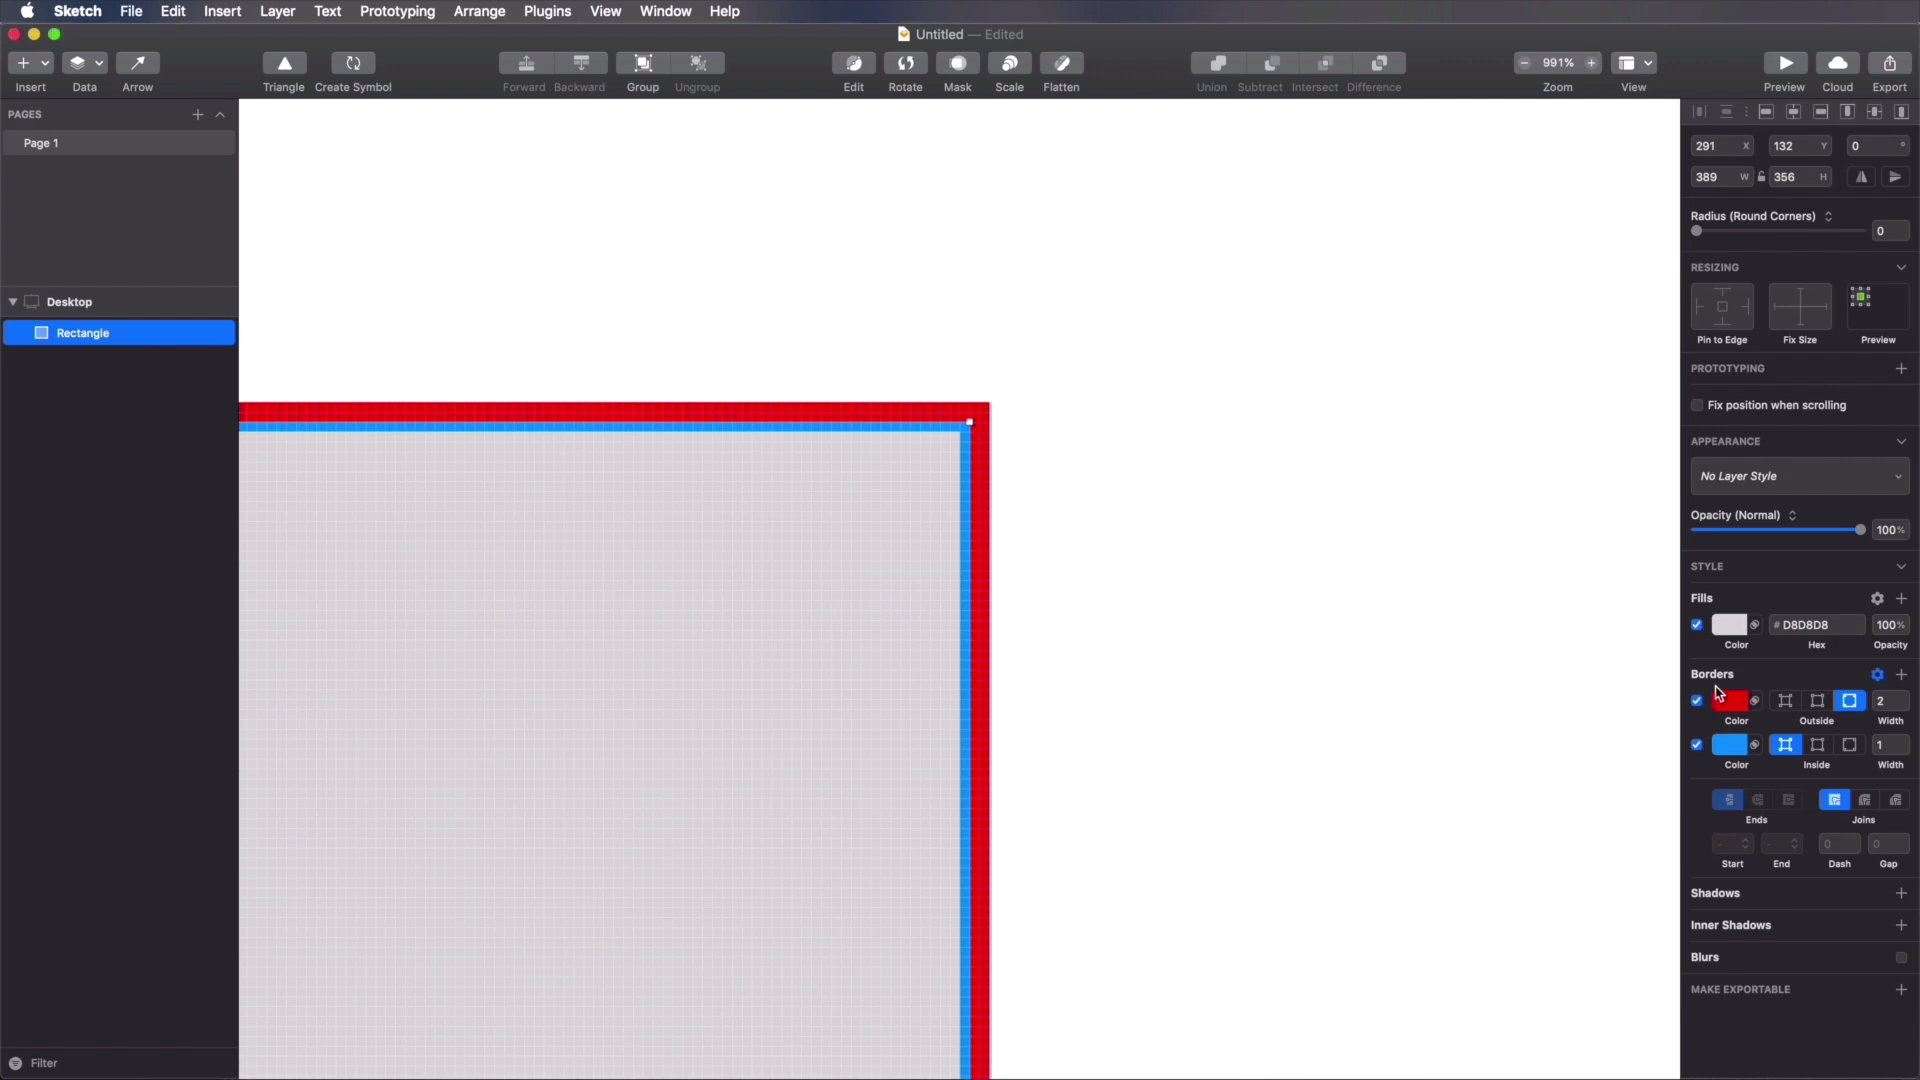 Sketch File Edit Insert Layer Text Prototyping Arrange Plugins View Window Help
Untitled — Edited
991%
Insert Data Arrow Triangle Create Symbol Forward Backward Group Ungroup Edit Rotate Mask Scale Flatten Union Subtract Intersect Difference Zoom View Preview Cloud Export
PAGES
Page 1
Desktop
Rectangle
Filter
291 X 132 Y 0 °
389 W 356 H
Radius (Round Corners)
0
RESIZING
Pin to Edge Fix Size Preview
PROTOTYPING
Fix position when scrolling
APPEARANCE
No Layer Style
Opacity (Normal)
100%
STYLE
Fills
# D8D8D8 100%
Color Hex Opacity
Borders
2
Color Outside Width
1
Color Inside Width
Ends Joins
- - 0 0
Start End Dash Gap
Shadows
Inner Shadows
Blurs
MAKE EXPORTABLE